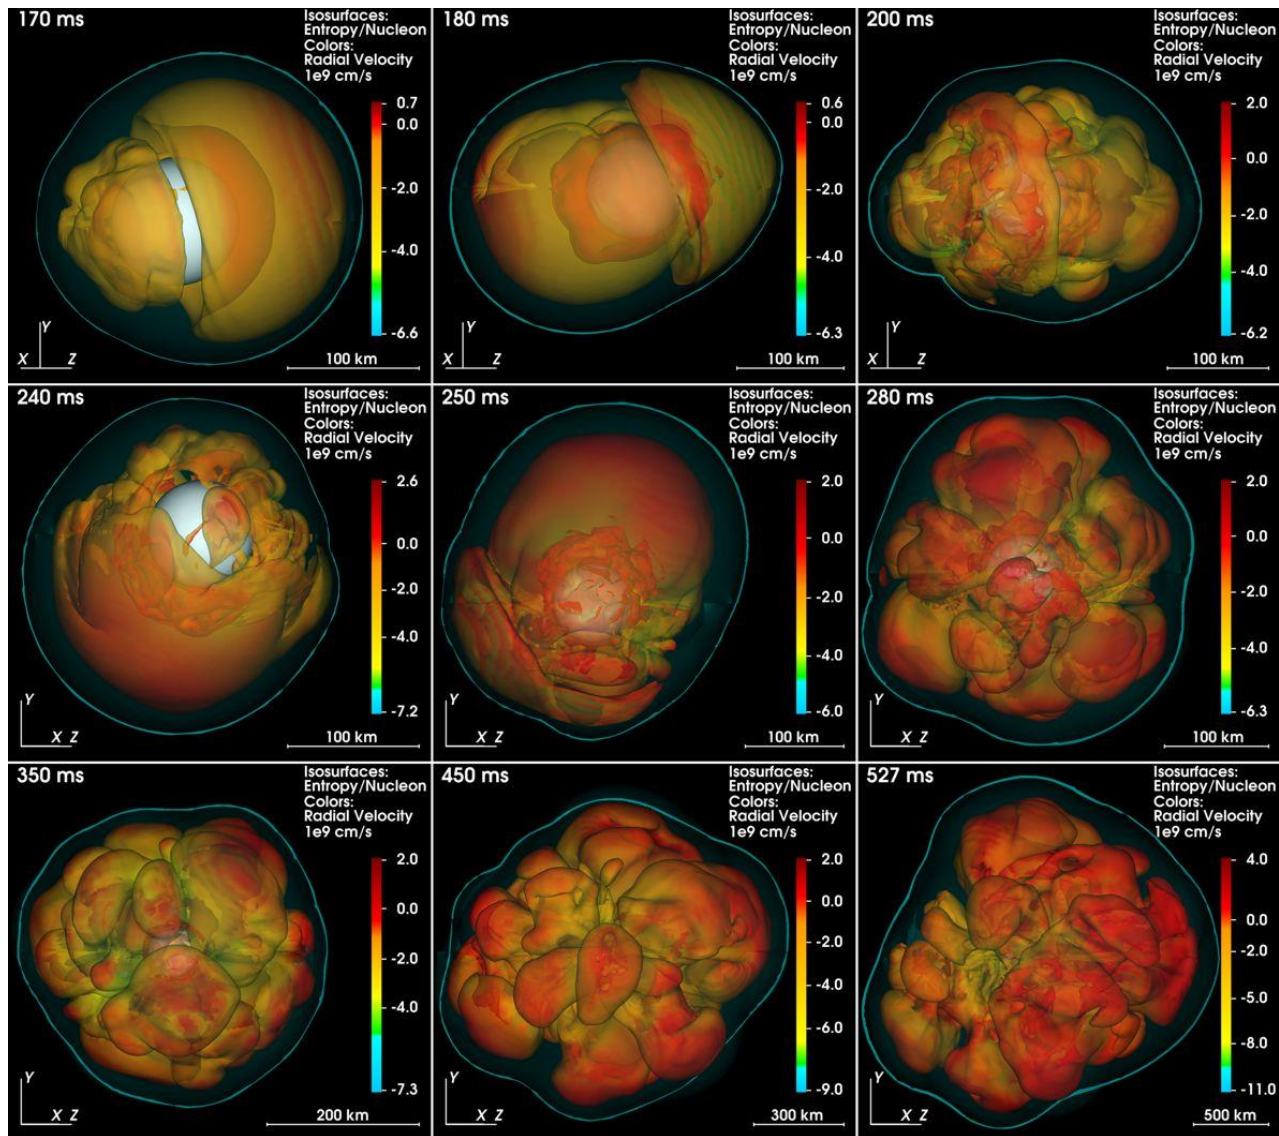 170 ms
Isosurfaces:
Entropy/Nucleon
Colors:
Radial Velocity
1e9 cm/s
0.7
0.0
-2.0
-4.0
-6.6
Y
X Z
100 km
180 ms
Isosurfaces:
Entropy/Nucleon
Colors:
Radial Velocity
1e9 cm/s
0.6
0.0
-2.0
-4.0
-6.3
Y
X Z
100 km
200 ms
Isosurfaces:
Entropy/Nucleon
Colors:
Radial Velocity
1e9 cm/s
2.0
0.0
-2.0
-4.0
-6.2
Y
X Z
100 km
240 ms
Isosurfaces:
Entropy/Nucleon
Colors:
Radial Velocity
1e9 cm/s
2.6
0.0
-2.0
-4.0
-7.2
Y
X Z
100 km
250 ms
Isosurfaces:
Entropy/Nucleon
Colors:
Radial Velocity
1e9 cm/s
2.0
0.0
-2.0
-4.0
-6.0
Y
X Z
100 km
280 ms
Isosurfaces:
Entropy/Nucleon
Colors:
Radial Velocity
1e9 cm/s
2.0
0.0
-2.0
-4.0
-6.3
Y
X Z
100 km
350 ms
Isosurfaces:
Entropy/Nucleon
Colors:
Radial Velocity
1e9 cm/s
2.0
0.0
-2.0
-4.0
-7.3
Y
X Z
200 km
450 ms
Isosurfaces:
Entropy/Nucleon
Colors:
Radial Velocity
1e9 cm/s
2.0
0.0
-2.0
-4.0
-6.0
-9.0
Y
X Z
300 km
527 ms
Isosurfaces:
Entropy/Nucleon
Colors:
Radial Velocity
1e9 cm/s
4.0
0.0
-2.0
-5.0
-8.0
-11.0
Y
X Z
500 km